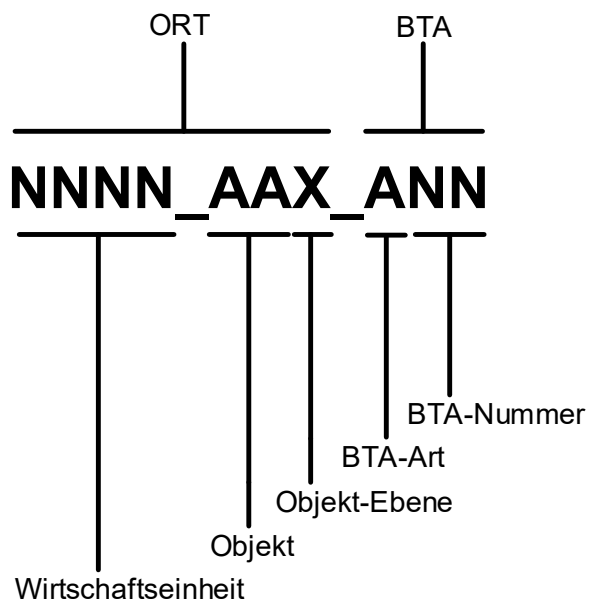 ORT BTA
NNNN_AAX_ANN
BTA-Nummer
BTA-Art
Objekt-Ebene
Objekt
Wirtschaftseinheit